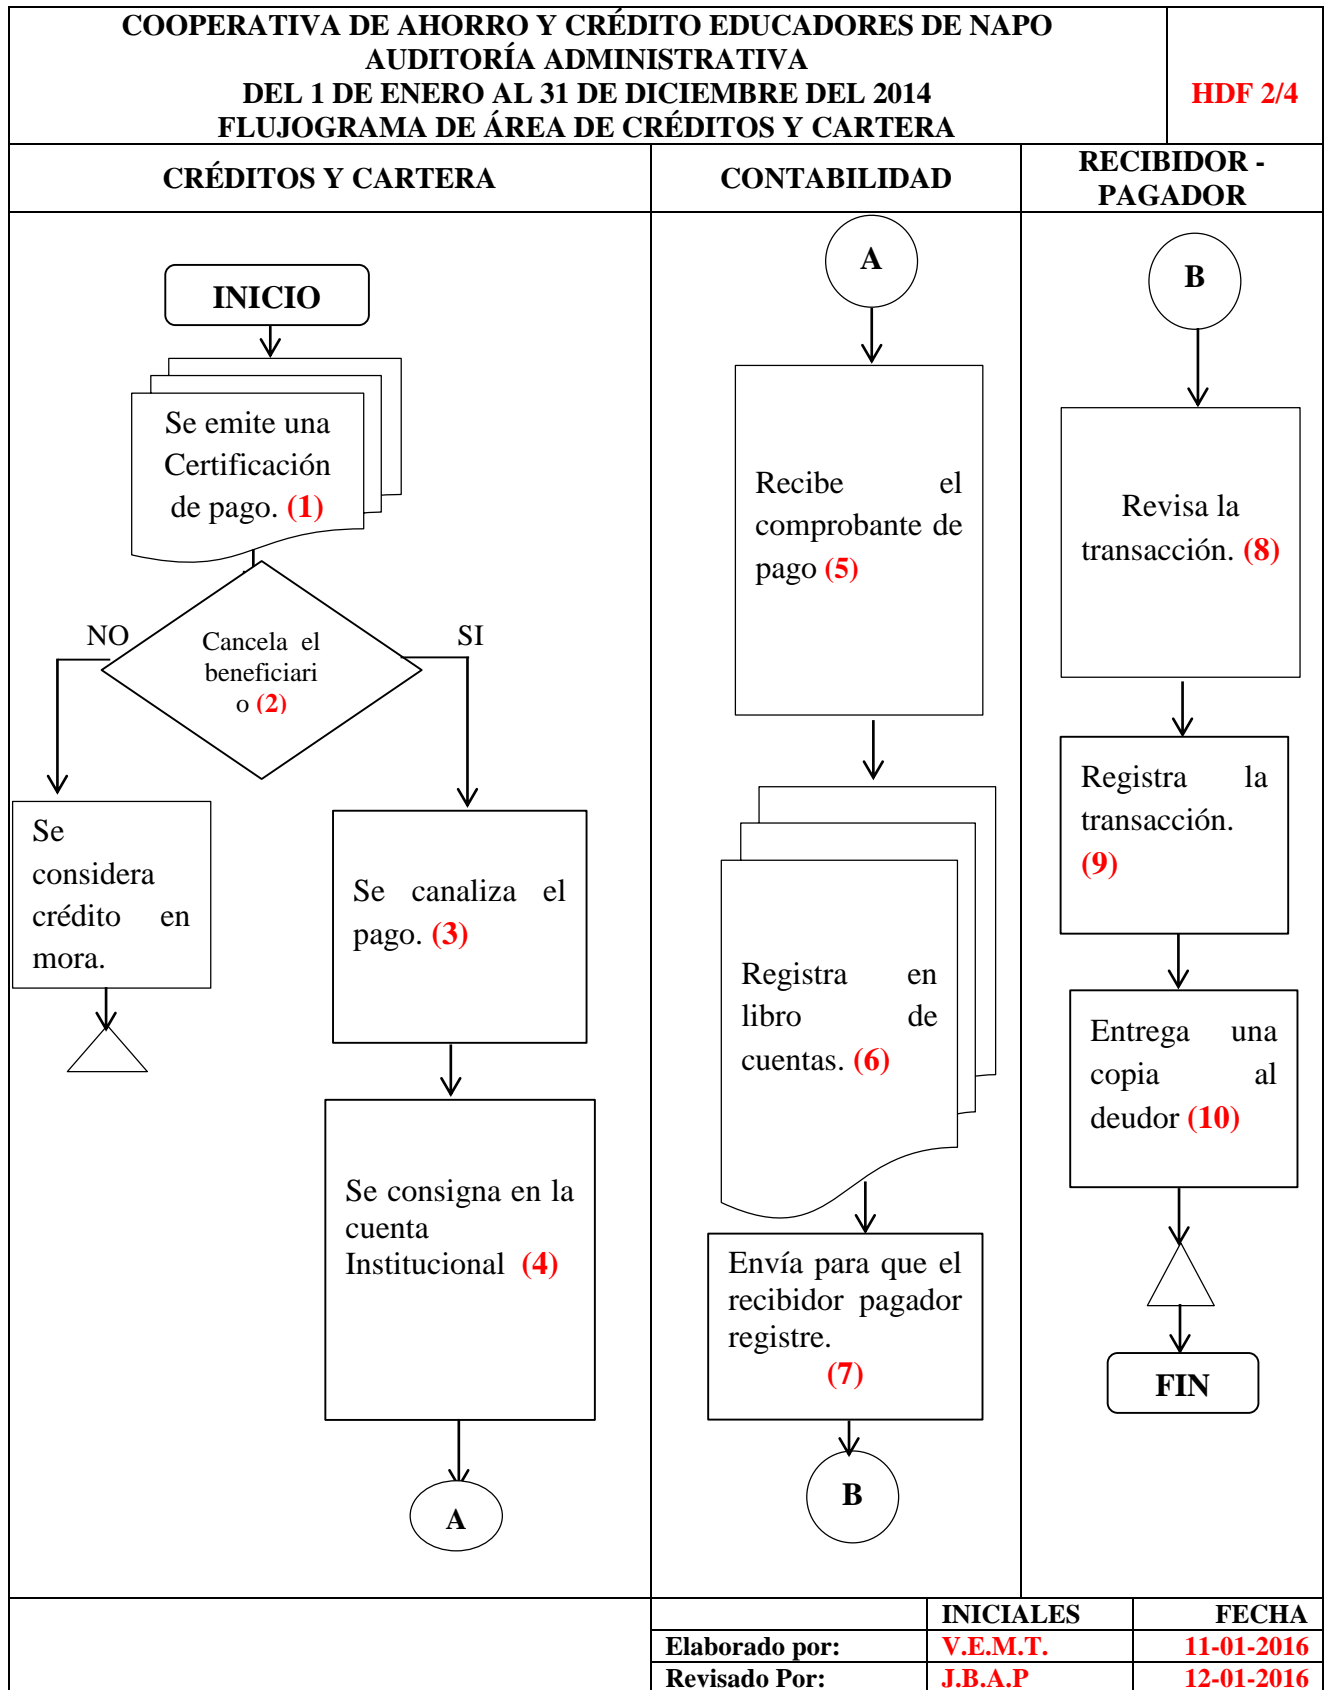 COOPERATIVA DE AHORRO Y CRÉDITO EDUCADORES DE NAPO
AUDITORÍA ADMINISTRATIVA
DEL 1 DE ENERO AL 31 DE DICIEMBRE DEL 2014
FLUJOGRAMA DE ÁREA DE CRÉDITOS Y CARTERA
HDF 2/4
CRÉDITOS Y CARTERA
CONTABILIDAD
RECIBIDOR -
PAGADOR
INICIO
Se emite una
Certificación
de pago. (1)
NO
SI
Cancela el
beneficiari
o (2)
Se
considera
crédito en
mora.
Se canaliza el
pago. (3)
Se consigna en la
cuenta
Institucional (4)
A
A
Recibe el
comprobante de
pago (5)
Registra en
libro de
cuentas. (6)
Envía para que el
recibidor pagador
registre.
(7)
B
B
Revisa la
transacción. (8)
Registra la
transacción.
(9)
Entrega una
copia al
deudor (10)
FIN
INICIALES FECHA
Elaborado por: V.E.M.T. 11-01-2016
Revisado Por: J.B.A.P 12-01-2016